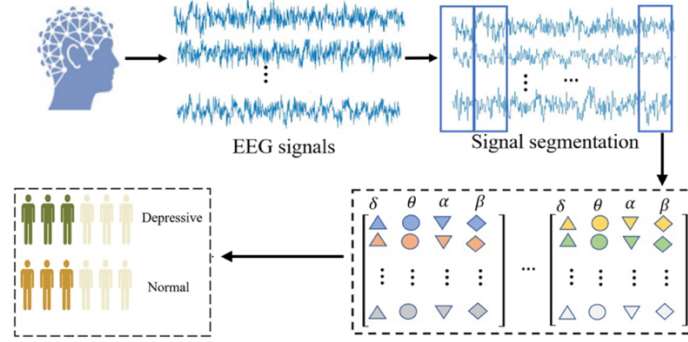 EEG signals
Signal segmentation
δ θ α β
δ θ α β
Depressive
Normal